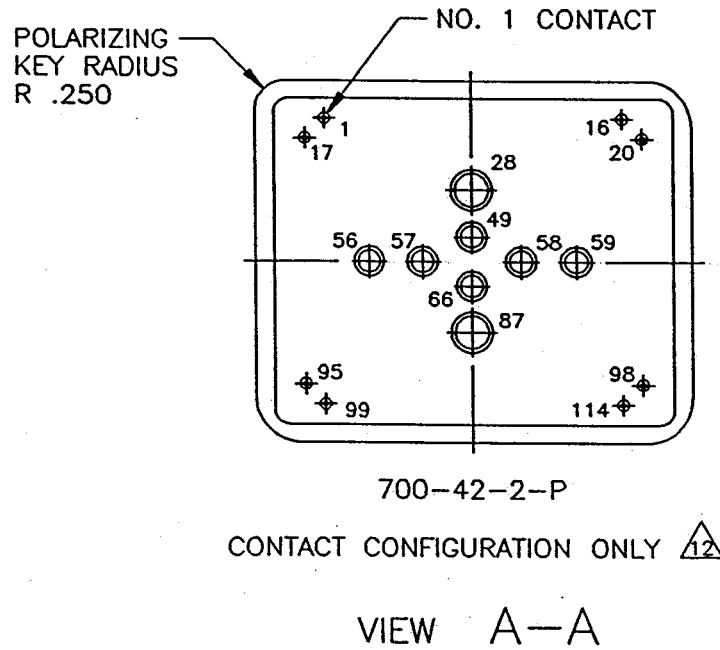 NO. 1 CONTACT
POLARIZING
KEY RADIUS
R .250
1
16
17
20
28
49
56
57
58
59
66
87
95
98
99
114
700-42-2-P
CONTACT CONFIGURATION ONLY 12
VIEW A-A